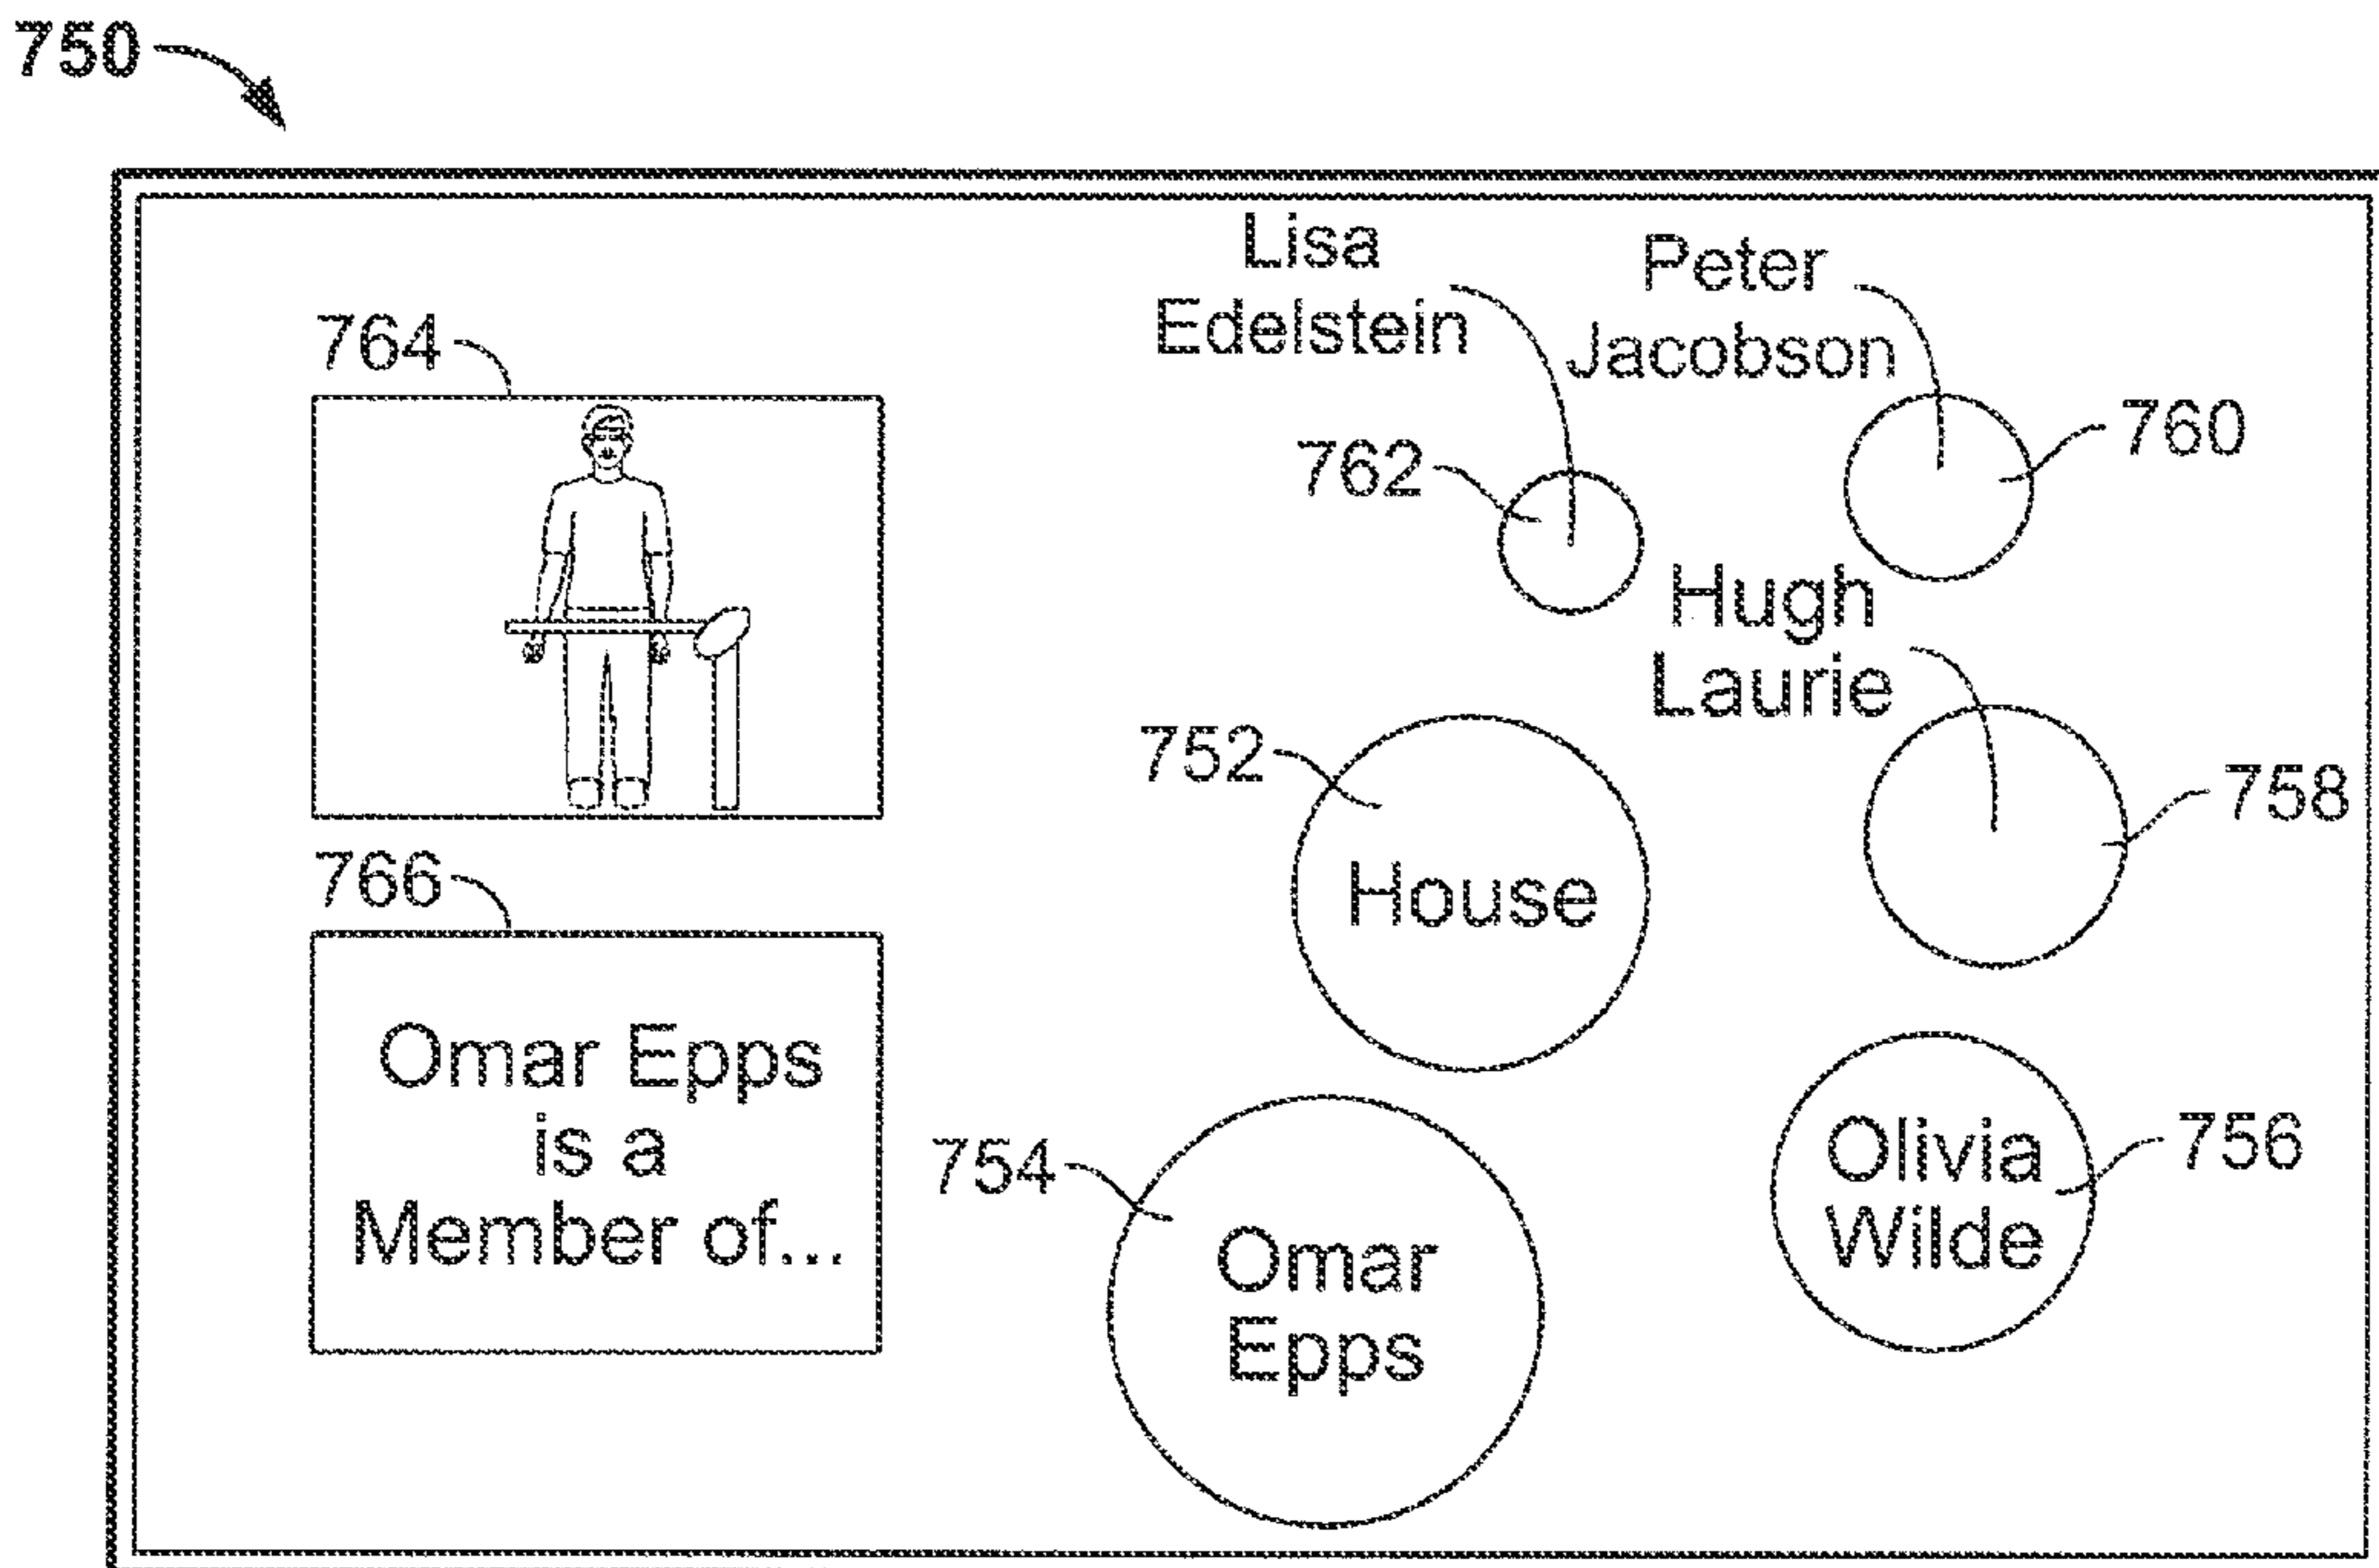 750
Lisa
Edelstein
Peter
Jacobson
764
762
760
Hugh
Laurie
752
758
House
766
Omar Epps
is a
Member of...
754
Omar
Epps
Olivia
Wilde
756